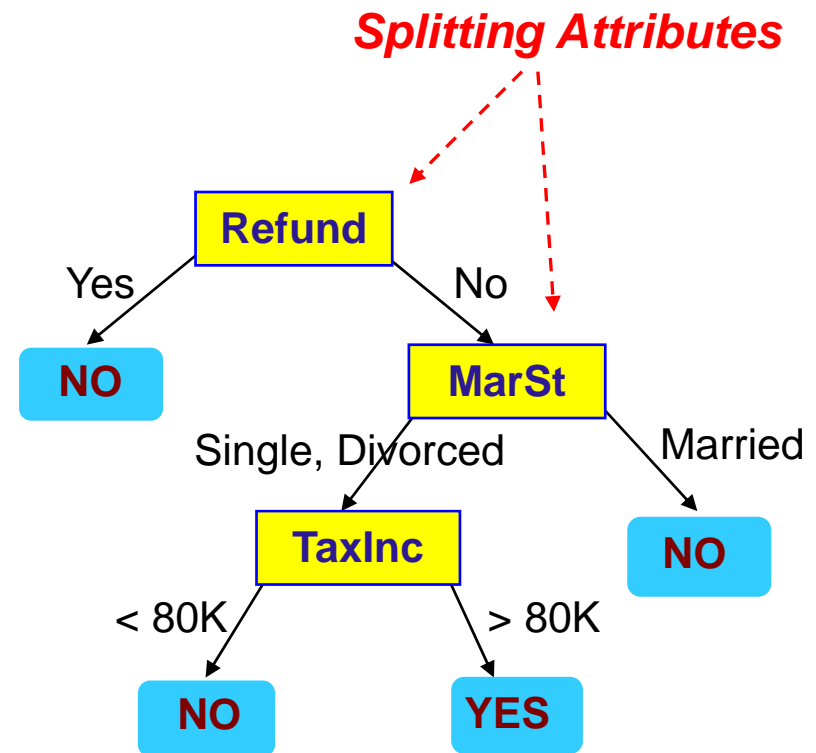 Splitting Attributes
Refund
Yes
No
NO
MarSt
Single, Divorced
Married
TaxInc
NO
< 80K
> 80K
NO
YES